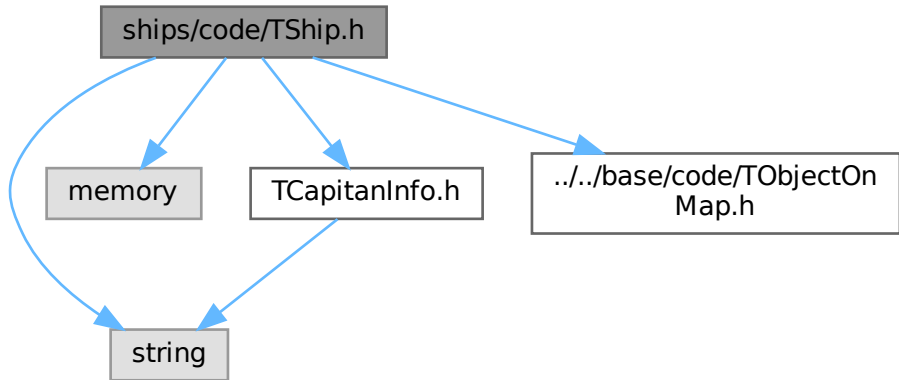 ships/code/TShip.h
memory
TCapitanInfo.h
../../base/code/TObjectOn
Map.h
string